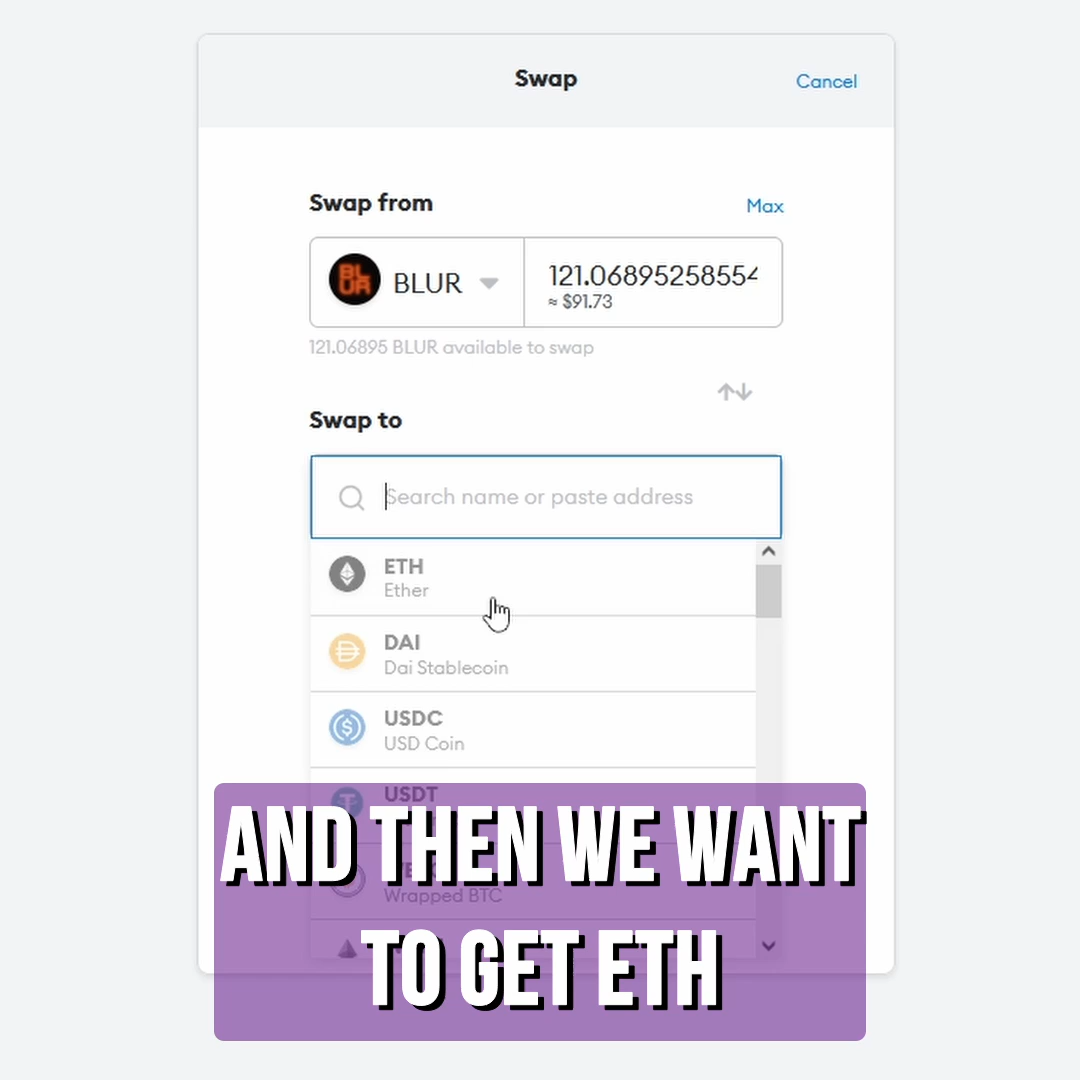 Swap
Cancel
Swap from
Max
BLUR
BLUR
121.06895258554
≈ $91.73
121.06895 BLUR available to swap
Swap to
Search name or paste address
ETH
Ether
DAI
Dai Stablecoin
USDC
USD Coin
USDT
Wrapped BTC
AND THEN WE WANT
TO GET ETH